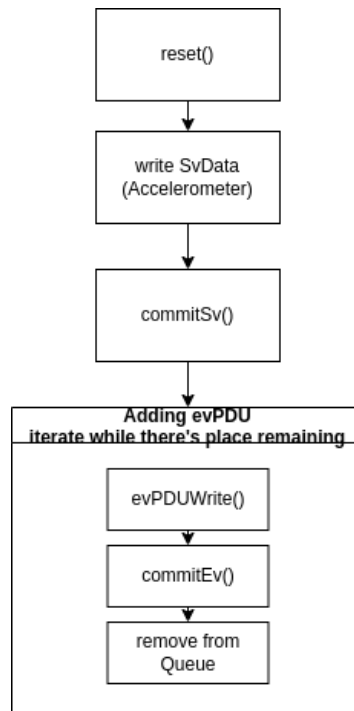 reset()
write SvData
(Accelerometer)
commitSv()
Adding evPDU
iterate while there's place remaining
evPDUWrite()
commitEv()
remove from
Queue